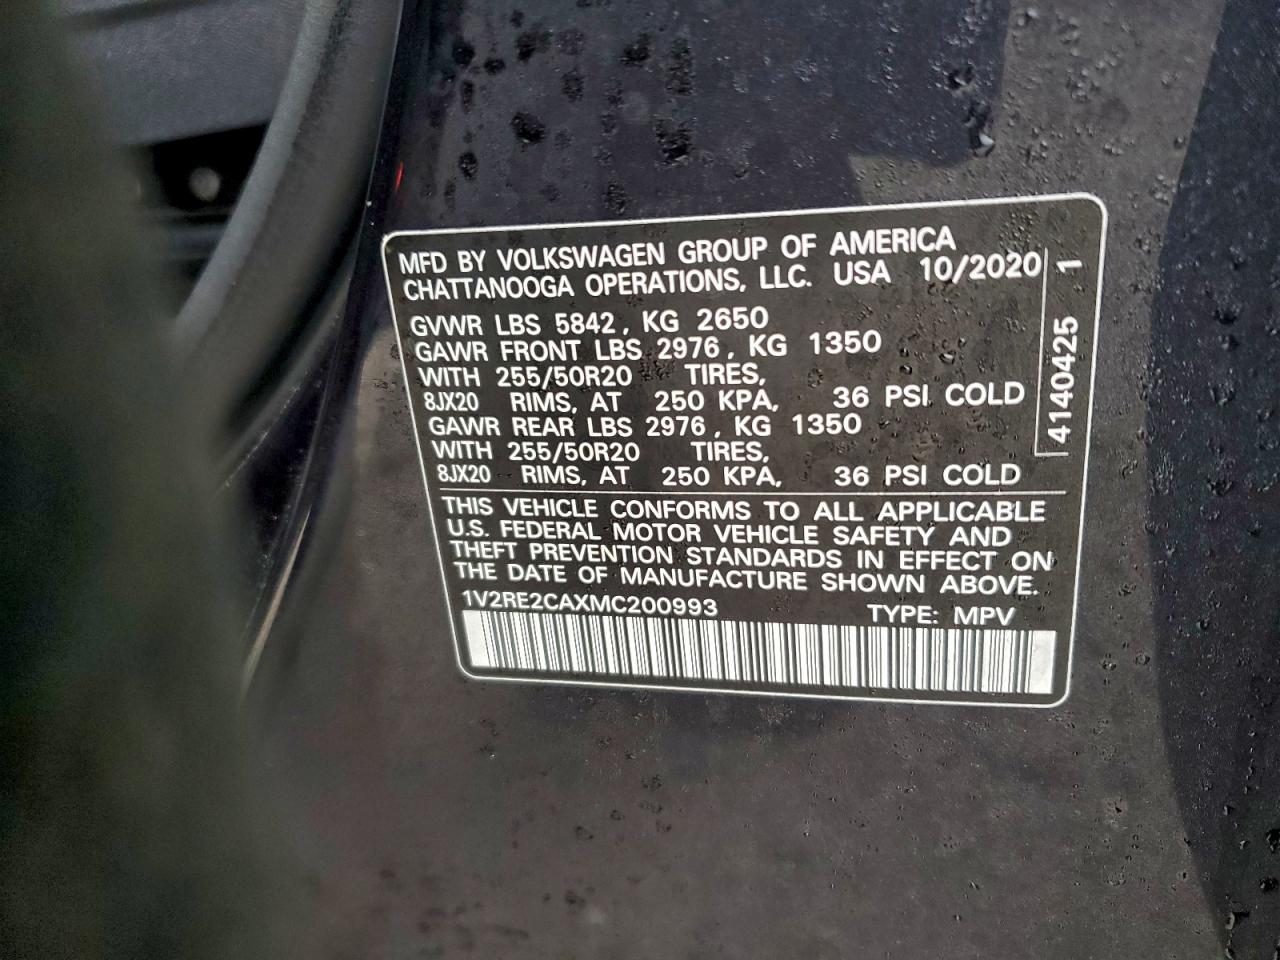 MFD BY VOLKSWAGEN GROUP OF AMERICA
CHATTANOOGA OPERATIONS, LLC. USA 10/2020
GVWR LBS 5842, KG 2650
GAWR FRONT LBS 2976, KG 1350
WITH 255/50R20 TIRES,
8JX20 RIMS, AT 250 KPA, 36 PSI COLD
GAWR REAR LBS 2976, KG 1350
WITH 255/50R20 TIRES,
8JX20 RIMS, AT 250 KPA, 36 PSI COLD
4140425 1
THIS VEHICLE CONFORMS TO ALL APPLICABLE
U.S. FEDERAL MOTOR VEHICLE SAFETY AND
THEFT PREVENTION STANDARDS IN EFFECT ON
THE DATE OF MANUFACTURE SHOWN ABOVE.
1V2RE2CAXMC200993 TYPE: MPV